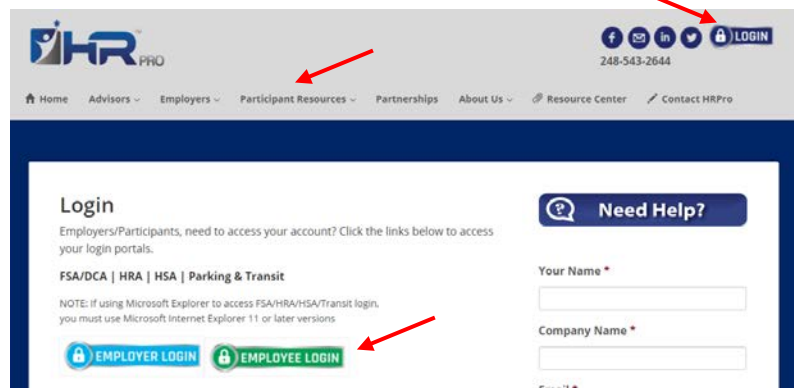 HR PRO
LOGIN
248-543-2644
Home Advisors Employers Participant Resources Partnerships About Us Resource Center Contact HRPro
Login
Employers/Participants, need to access your account? Click the links below to access
your login portals.
FSA/DCA | HRA | HSA | Parking & Transit
NOTE: If using Microsoft Explorer to access FSA/HRA/HSA/Transit login,
you must use Microsoft Internet Explorer 11 or later versions
EMPLOYER LOGIN EMPLOYEE LOGIN
Need Help?
Your Name *
Company Name *
Email *